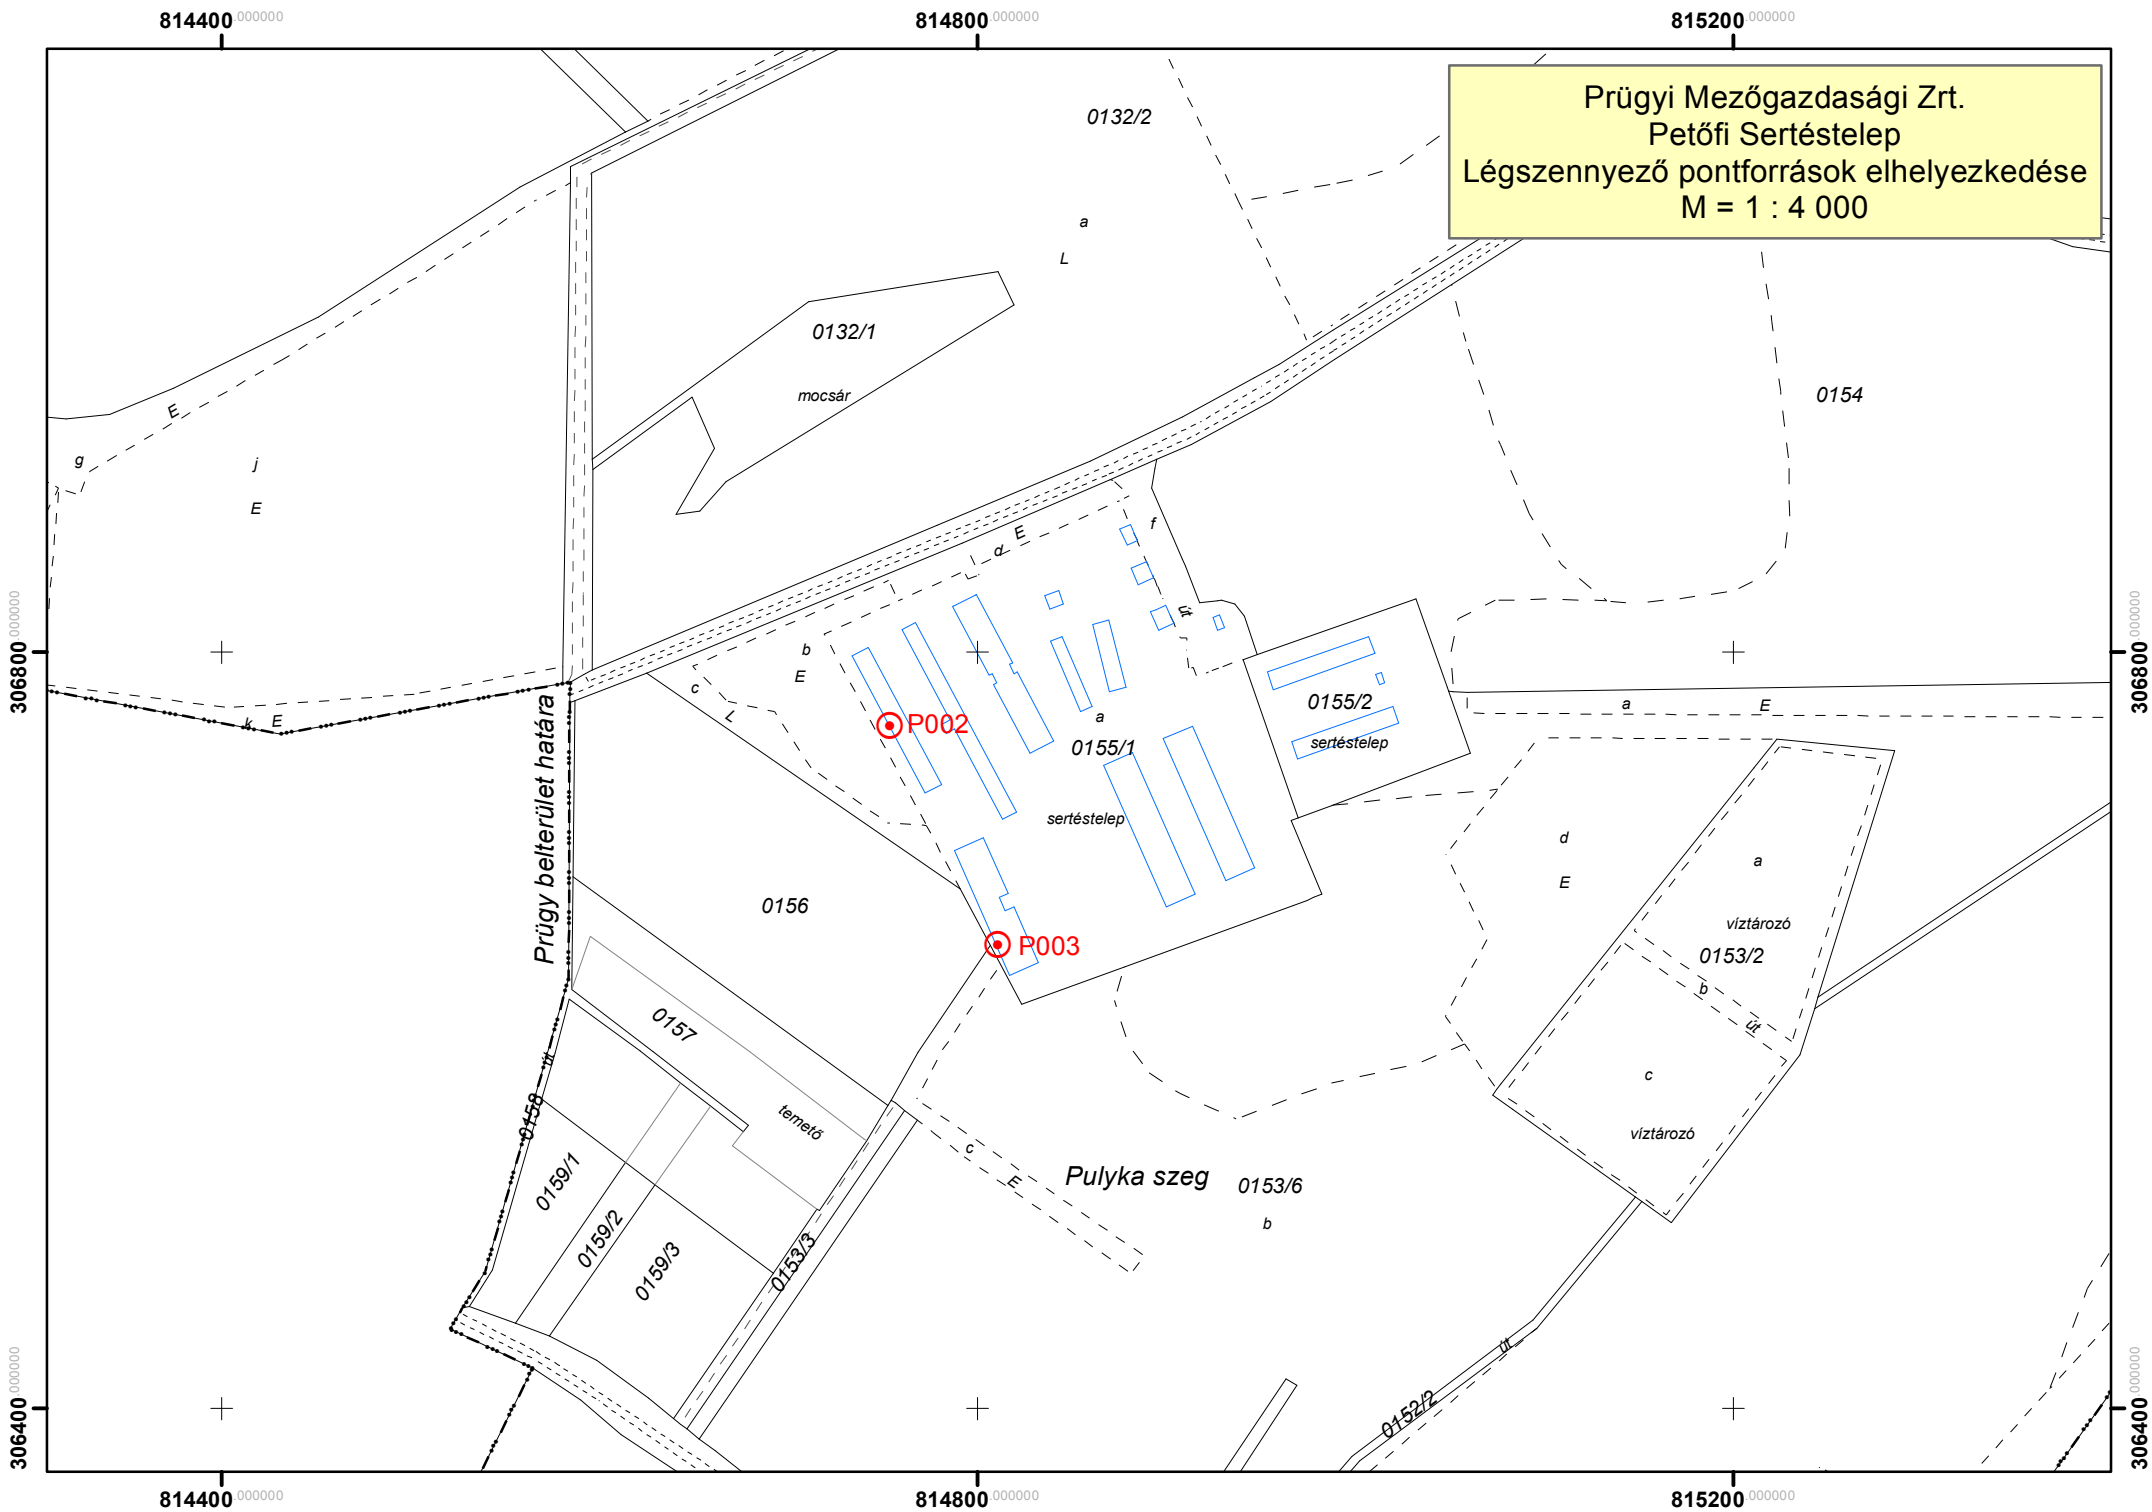 814400.000000
814800.000000
815200.000000
Prügyi Mezőgazdasági Zrt.
Petőfi Sertéstelep
Légszennyező pontforrások elhelyezkedése
M = 1 : 4 000
0132/2
a
L
0132/1
mocsár
0154
E
g
j
E
f
E
d
306800.000000
306800.000000
út
b
E
c
L
k
E
P002
a
0155/1
0155/2
sertéstelep
a
E
Prügy belterület határa
sertéstelep
d
E
a
víztározó
0153/2
b
út
0156
P003
0157
út
0158
temető
c
víztározó
c
E
Pulyka szeg
0153/6
b
0159/1
0159/2
0159/3
0153/3
út
0152/2
306400.000000
306400.000000
814400.000000
814800.000000
815200.000000